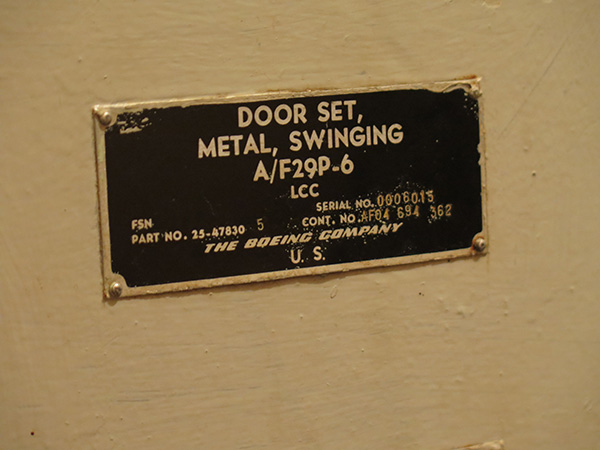 DOOR SET,
METAL, SWINGING
A/F29P-6
LCC
SERIAL NO. 0006015
FSN
CONT. NO. AF04 694 362
PART NO. 25-47830 5
THE BOEING COMPANY
U. S.